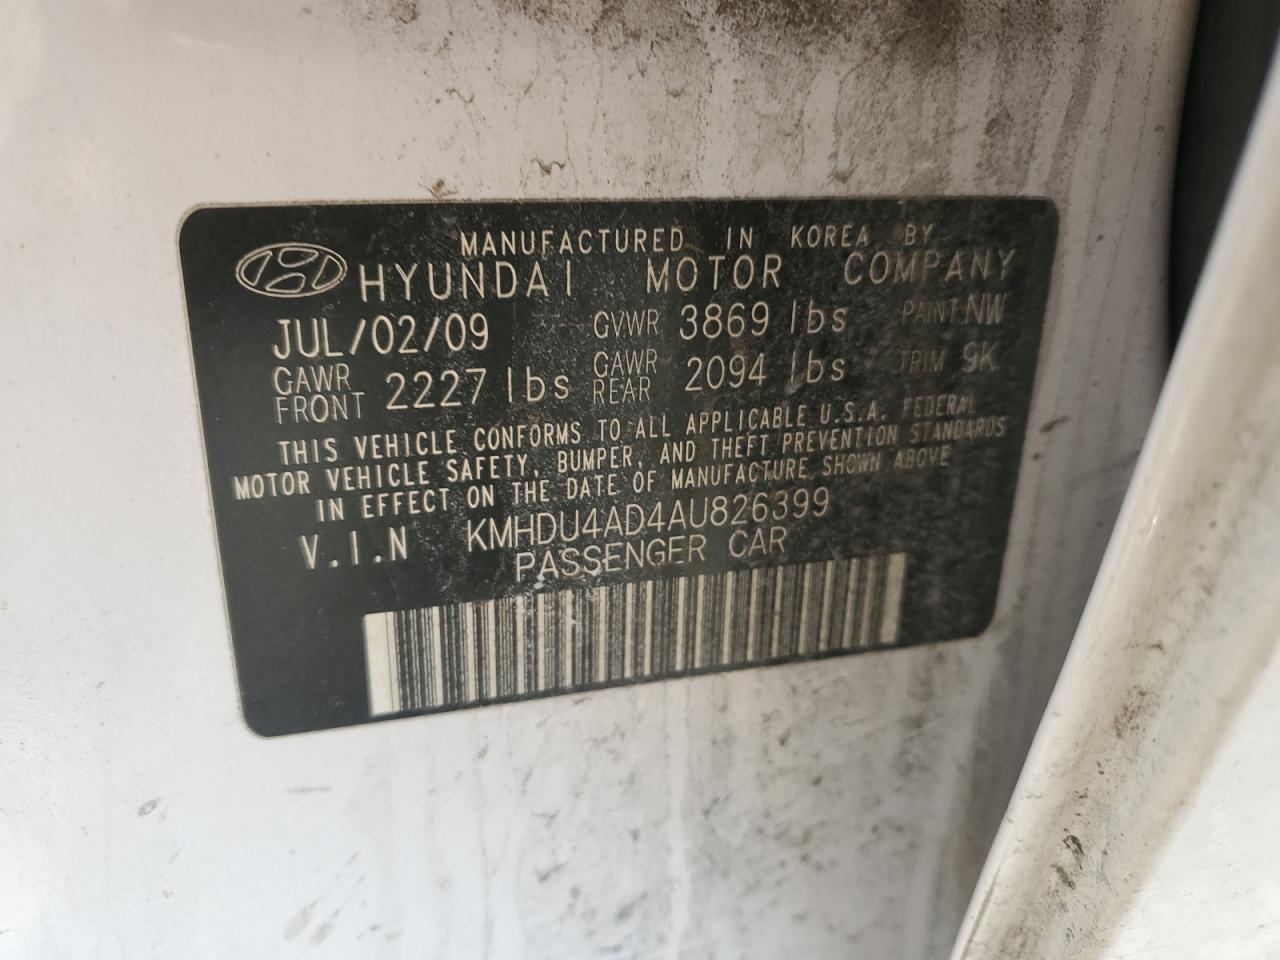 MANUFACTURED IN KOREA BY
HYUNDAI MOTOR COMPANY
JUL/02/09 GVWR 3869 lbs PAINT NW
GAWR FRONT 2227 lbs GAWR REAR 2094 lbs TRIM 9K
THIS VEHICLE CONFORMS TO ALL APPLICABLE U.S.A. FEDERAL
MOTOR VEHICLE SAFETY, BUMPER, AND THEFT PREVENTION STANDARDS
IN EFFECT ON THE DATE OF MANUFACTURE SHOWN ABOVE
V.I.N KMHDU4AD4AU826399
PASSENGER CAR